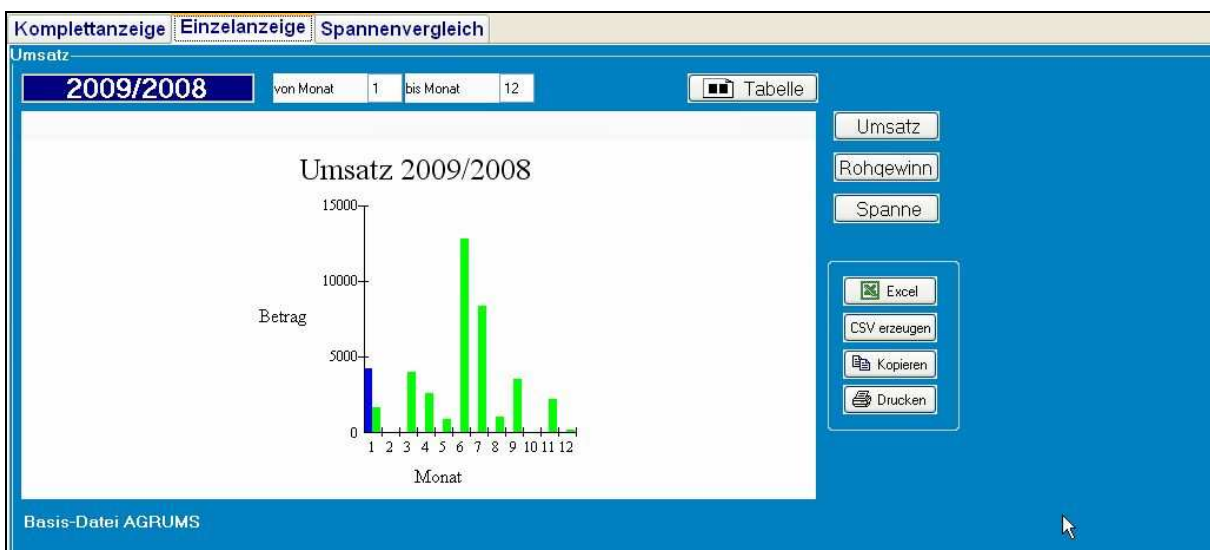 Komplettanzeige Einzelanzeige Spannenvergleich
Umsatz
2009/2008 von Monat 1 bis Monat 12 Tabelle
Umsatz
Rohgewinn
Spanne
Umsatz 2009/2008
15000
10000
Betrag
5000
0
1 2 3 4 5 6 7 8 9 10 11 12
Monat
Excel
CSV erzeugen
Kopieren
Drucken
Basis-Datei AGRUMS